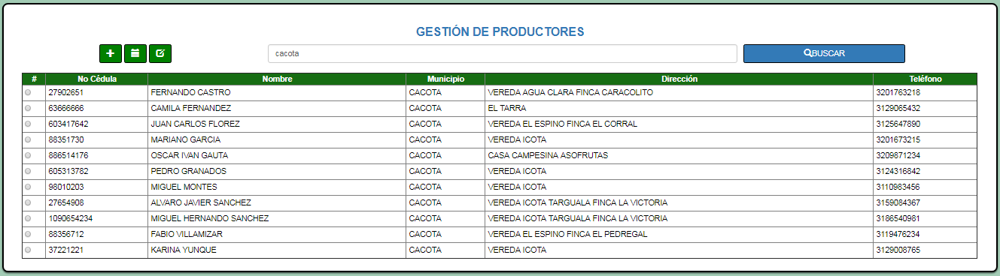 GESTIÓN DE PRODUCTORES
cacota BUSCAR
# No Cédula Nombre Municipio Dirección Teléfono
27902651 FERNANDO CASTRO CACOTA VEREDA AGUA CLARA FINCA CARACOLITO 3201763218
63666666 CAMILA FERNANDEZ CACOTA EL TARRA 3129065432
603417642 JUAN CARLOS FLOREZ CACOTA VEREDA EL ESPINO FINCA EL CORRAL 3125647890
88351730 MARIANO GARCIA CACOTA VEREDA ICOTA 3201673215
886514176 OSCAR IVAN GAUTA CACOTA CASA CAMPESINA ASOFRUTAS 3209871234
605313782 PEDRO GRANADOS CACOTA VEREDA ICOTA 3124316842
98010203 MIGUEL MONTES CACOTA VEREDA ICOTA 3110983456
27654908 ALVARO JAVIER SANCHEZ CACOTA VEREDA ICOTA TARGUALA FINCA LA VICTORIA 3159084367
1090654234 MIGUEL HERNANDO SANCHEZ CACOTA VEREDA ICOTA TARGUALA FINCA LA VICTORIA 3186540981
88356712 FABIO VILLAMIZAR CACOTA VEREDA EL ESPINO FINCA EL PEDREGAL 3119476234
37221221 KARINA YUNQUE CACOTA VEREDA ICOTA 3129008765